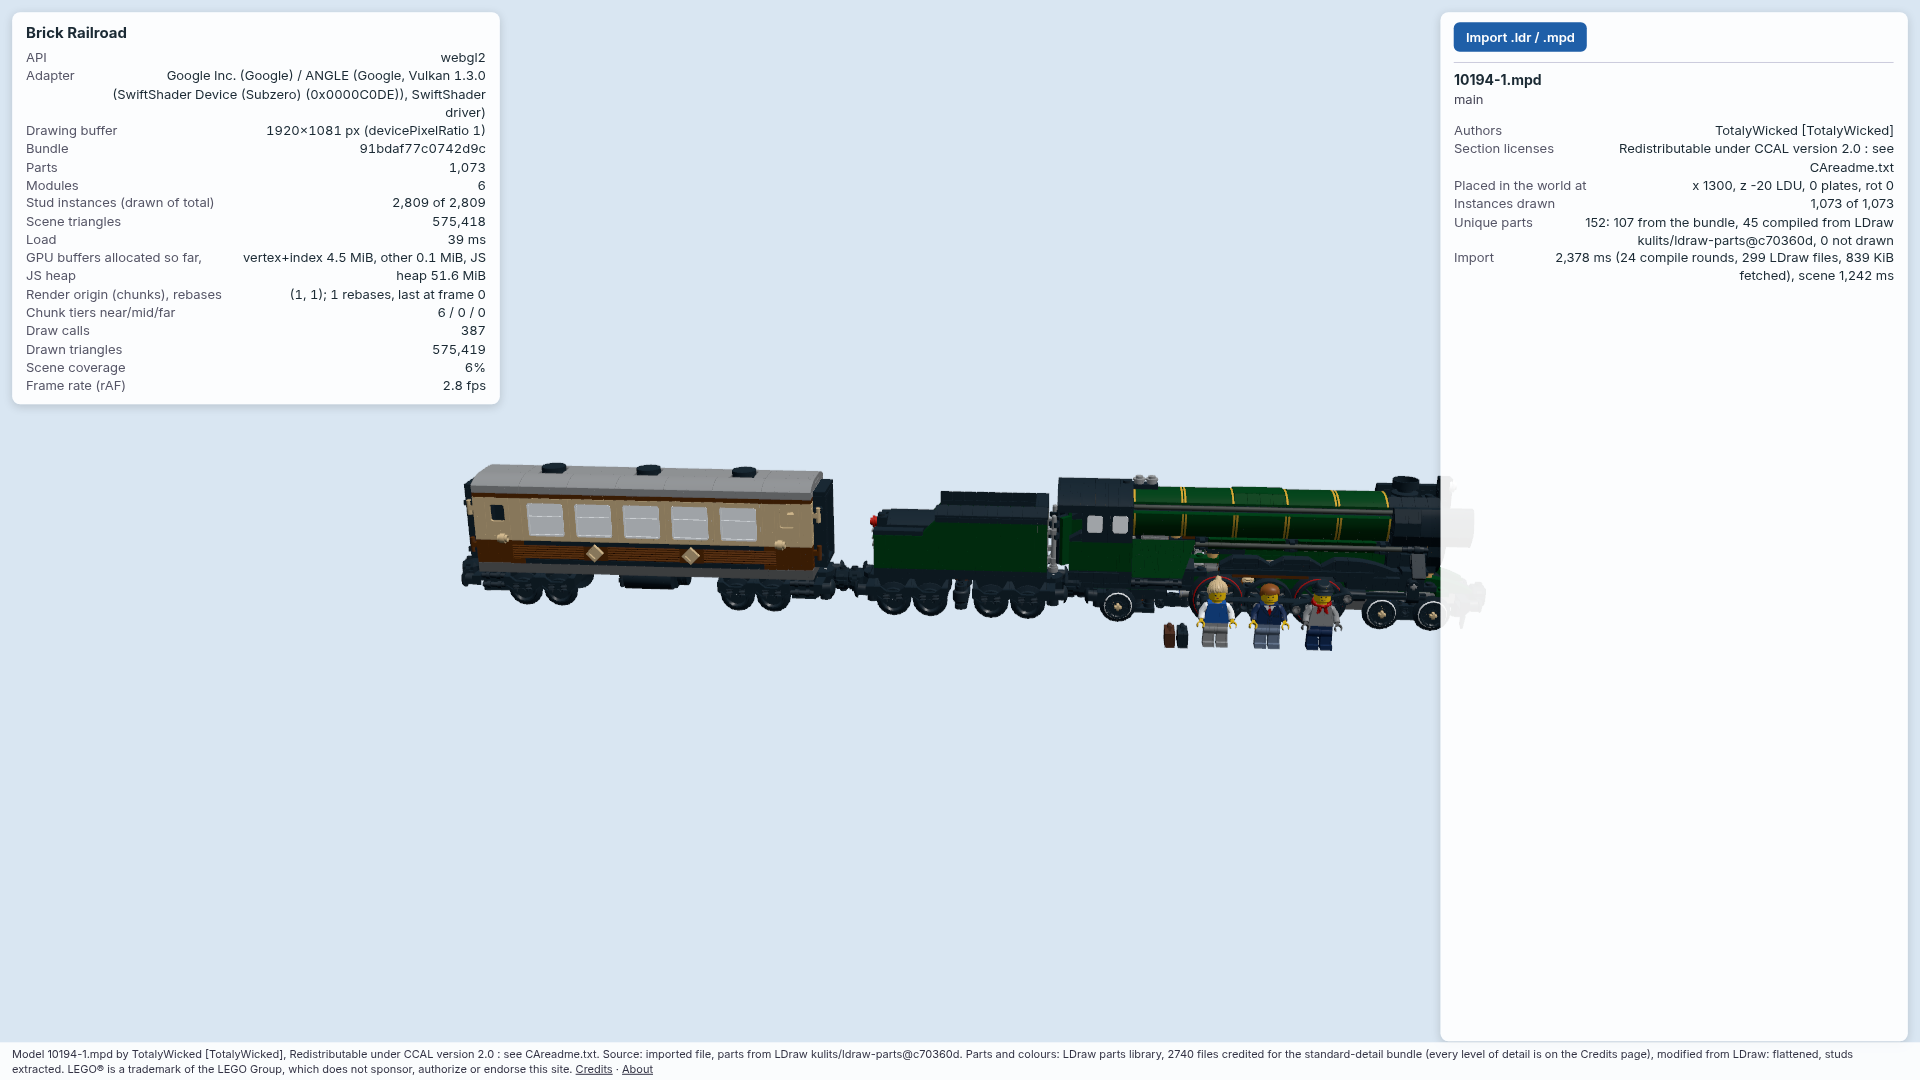 Brick Railroad
API webgl2
Adapter Google Inc. (Google) / ANGLE (Google, Vulkan 1.3.0
(SwiftShader Device (Subzero) (0x0000C0DE)), SwiftShader
driver)
Drawing buffer 1920×1081 px (devicePixelRatio 1)
Bundle 91bdaf77c0742d9c
Parts 1,073
Modules 6
Stud instances (drawn of total) 2,809 of 2,809
Scene triangles 575,418
Load 39 ms
GPU buffers allocated so far, vertex+index 4.5 MiB, other 0.1 MiB, JS
JS heap heap 51.6 MiB
Render origin (chunks), rebases (1, 1); 1 rebases, last at frame 0
Chunk tiers near/mid/far 6 / 0 / 0
Draw calls 387
Drawn triangles 575,419
Scene coverage 6%
Frame rate (rAF) 2.8 fps
Import .ldr / .mpd
10194-1.mpd
main
Authors TotalyWicked [TotalyWicked]
Section licenses Redistributable under CCAL version 2.0 : see
CAreadme.txt
Placed in the world at x 1300, z -20 LDU, 0 plates, rot 0
Instances drawn 1,073 of 1,073
Unique parts 152: 107 from the bundle, 45 compiled from LDraw
kulits/ldraw-parts@c70360d, 0 not drawn
Import 2,378 ms (24 compile rounds, 299 LDraw files, 839 KiB
fetched), scene 1,242 ms
Model 10194-1.mpd by TotalyWicked [TotalyWicked], Redistributable under CCAL version 2.0 : see CAreadme.txt. Source: imported file, parts from LDraw kulits/ldraw-parts@c70360d. Parts and colours: LDraw parts library, 2740 files credited for the standard-detail bundle (every level of detail is on the Credits page), modified from LDraw: flattened, studs
extracted. LEGO® is a trademark of the LEGO Group, which does not sponsor, authorize or endorse this site. Credits · About